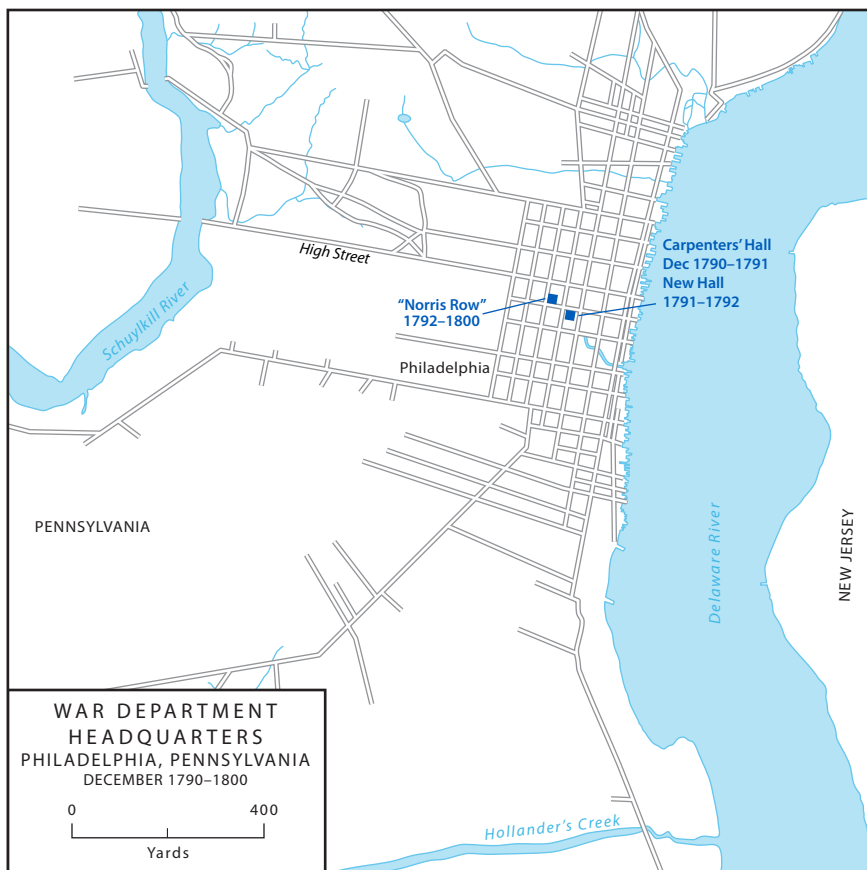 Carpenters' Hall
Dec 1790–1791
New Hall
1791–1792
High Street
"Norris Row"
1792–1800
Schuylkill River
Philadelphia
PENNSYLVANIA
Delaware River
NEW JERSEY
WAR DEPARTMENT
HEADQUARTERS
PHILADELPHIA, PENNSYLVANIA
DECEMBER 1790–1800
0 400
Yards
Hollander's Creek